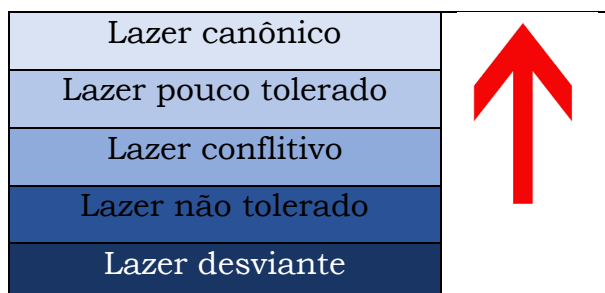 Lazer canônico
Lazer pouco tolerado
Lazer conflitivo
Lazer não tolerado
Lazer desviante